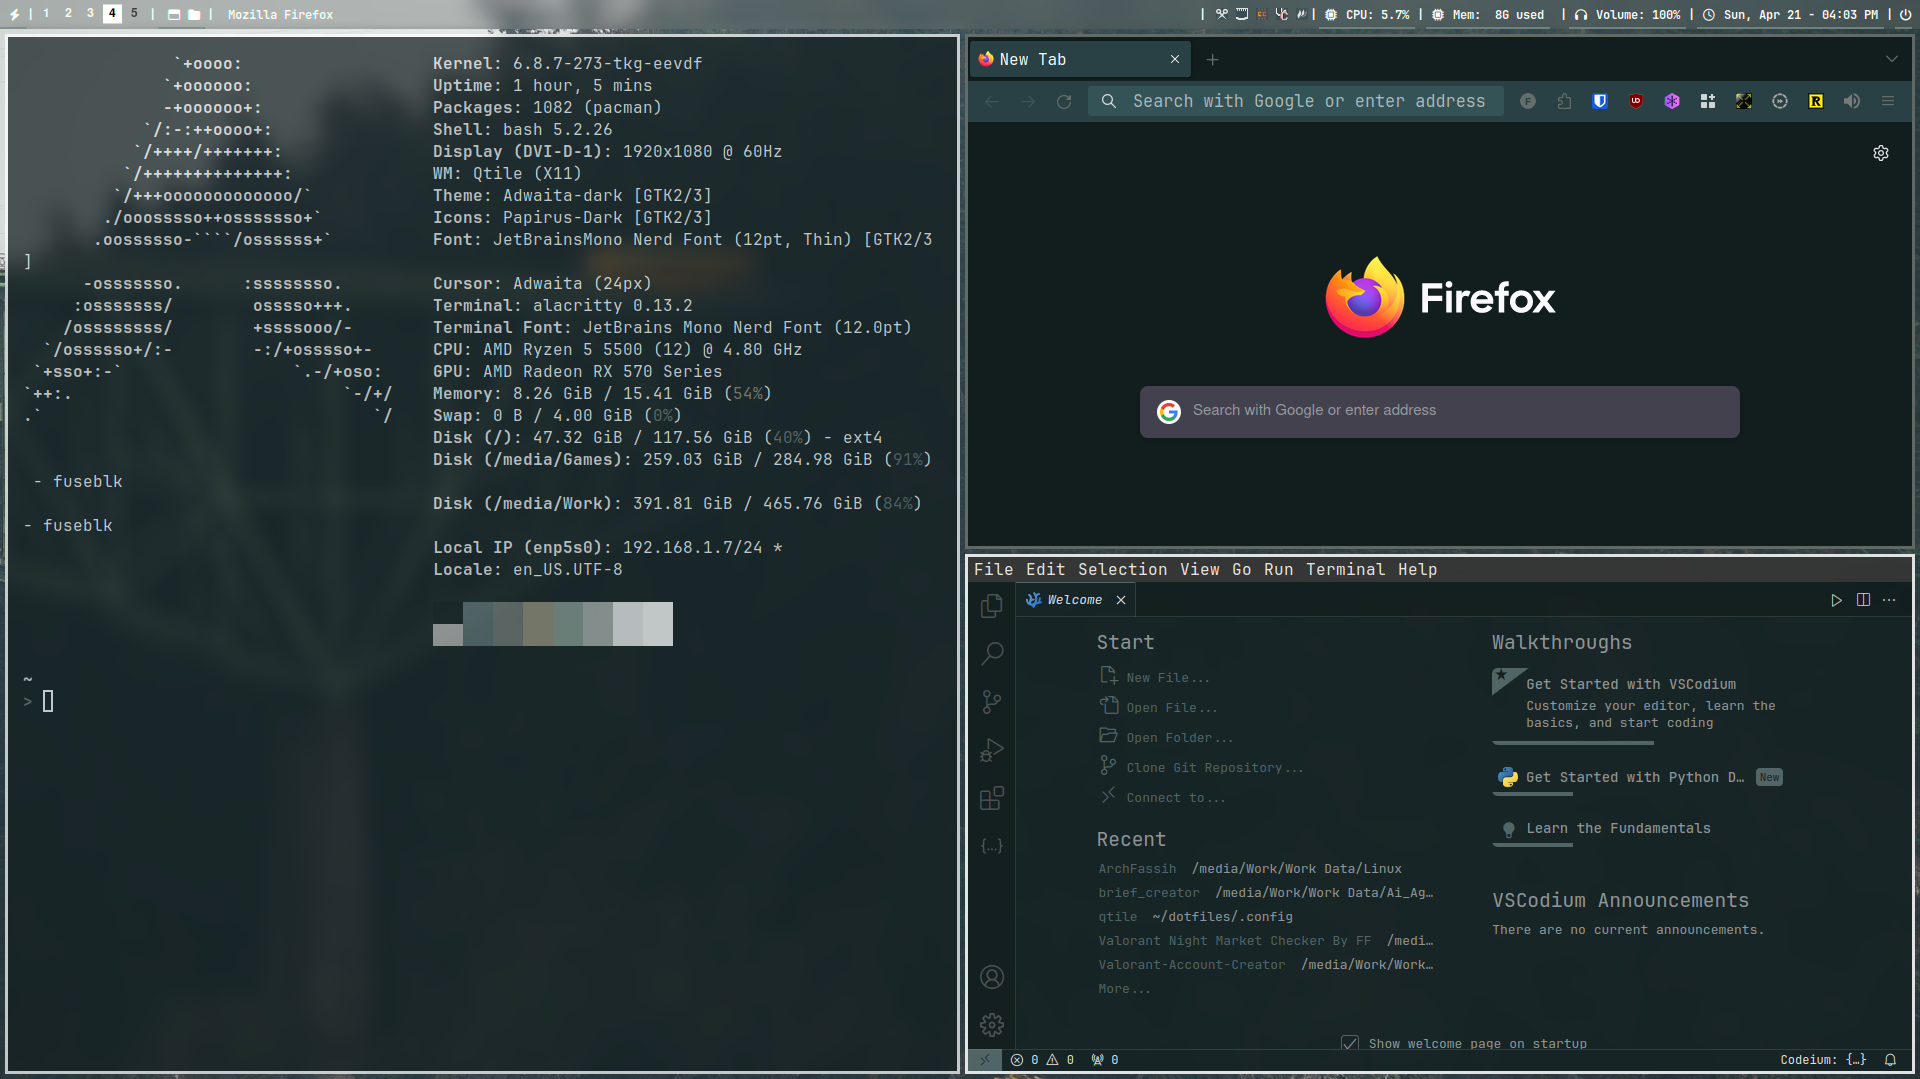 1 2 3 4 5 Mozilla Firefox
CPU: 5.7% Mem: 8G used Volume: 100% Sun, Apr 21 - 04:03 PM
`+oooo: Kernel: 6.8.7-273-tkg-eevdf
`+oooooo: Uptime: 1 hour, 5 mins
-+oooooo+: Packages: 1082 (pacman)
`/:-:++oooo+: Shell: bash 5.2.26
`/++++/+++++++: Display (DVI-D-1): 1920x1080 @ 60Hz
`/++++++++++++++: WM: Qtile (X11)
`/+++ooooooooooooo/` Theme: Adwaita-dark [GTK2/3]
./ooosssso++osssssso+` Icons: Papirus-Dark [GTK2/3]
.oossssso-````/ossssss+` Font: JetBrainsMono Nerd Font (12pt, Thin) [GTK2/3
]
-osssssso. :ssssssso. Cursor: Adwaita (24px)
:osssssss/ osssso+++. Terminal: alacritty 0.13.2
/ossssssss/ +ssssooo/- Terminal Font: JetBrains Mono Nerd Font (12.0pt)
`/ossssso+/:- -:/+osssso+- CPU: AMD Ryzen 5 5500 (12) @ 4.80 GHz
`+sso+:-` `.-/+oso: GPU: AMD Radeon RX 570 Series
`++:. `-/+/ Memory: 8.26 GiB / 15.41 GiB (54%)
.` `/ Swap: 0 B / 4.00 GiB (0%)
Disk (/): 47.32 GiB / 117.56 GiB (40%) - ext4
Disk (/media/Games): 259.03 GiB / 284.98 GiB (91%)
- fuseblk
Disk (/media/Work): 391.81 GiB / 465.76 GiB (84%)
- fuseblk
Local IP (enp5s0): 192.168.1.7/24 *
Locale: en_US.UTF-8
~
>
New Tab
Search with Google or enter address
Firefox
Search with Google or enter address
File Edit Selection View Go Run Terminal Help
Welcome
Start
New File...
Open File...
Open Folder...
Clone Git Repository...
Connect to...
Recent
ArchFassih /media/Work/Work Data/Linux
brief_creator /media/Work/Work Data/Ai_Ag…
qtile ~/dotfiles/.config
Valorant Night Market Checker By FF /medi…
Valorant-Account-Creator /media/Work/Work…
More...
Walkthroughs
Get Started with VSCodium
Customize your editor, learn the
basics, and start coding
Get Started with Python D… New
Learn the Fundamentals
VSCodium Announcements
There are no current announcements.
Show welcome page on startup
0 0 0 Codeium: {…}